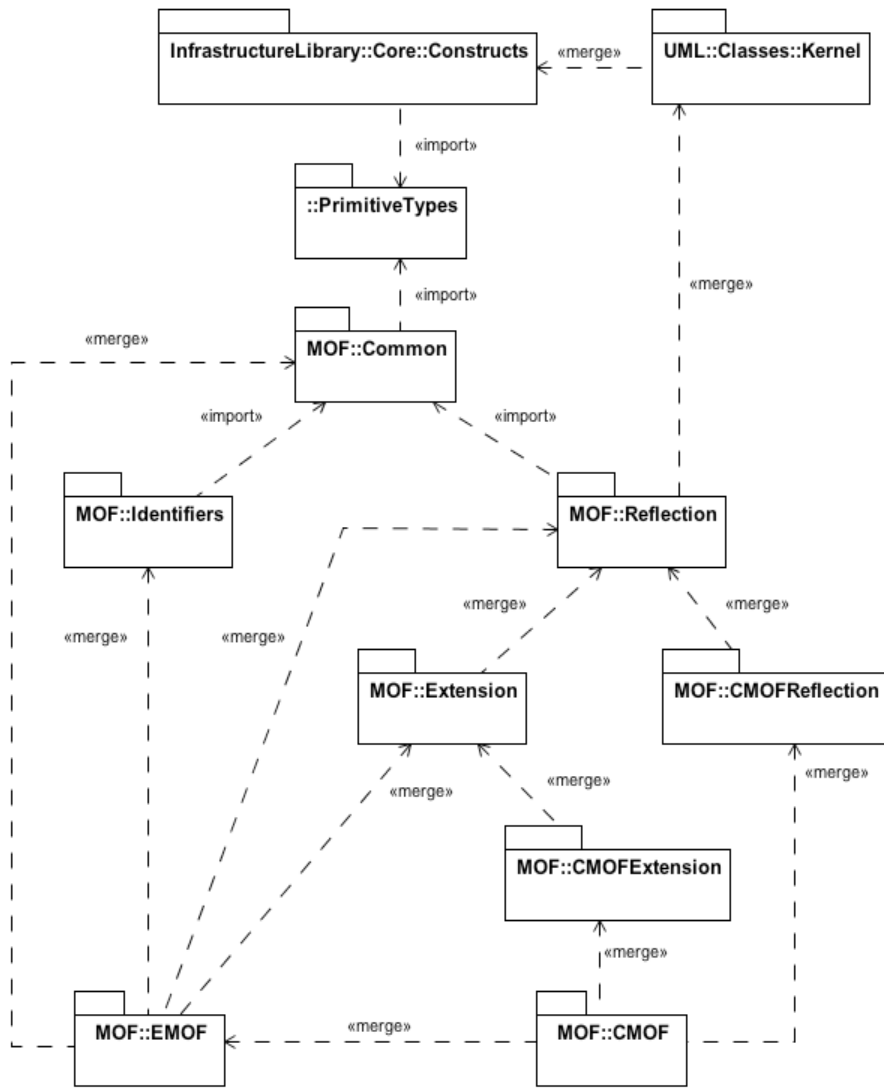 InfrastructureLibrary::Core::Constructs
«merge»
UML::Classes::Kernel
«import»
::PrimitiveTypes
«import»
«merge»
«merge»
MOF::Common
«import»
«import»
MOF::Identifiers
MOF::Reflection
«merge»
«merge»
«merge»
«merge»
MOF::Extension
MOF::CMOFReflection
«merge»
«merge»
«merge»
MOF::CMOFExtension
«merge»
«merge»
MOF::EMOF
MOF::CMOF